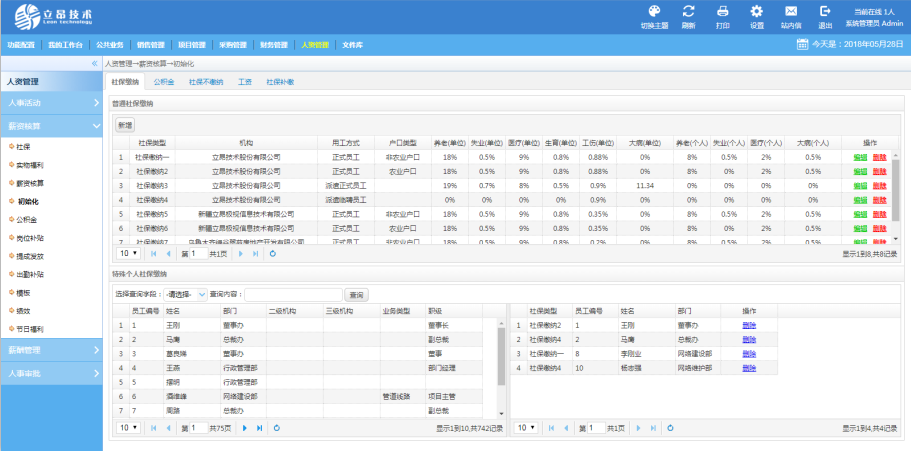 立昂技术
Leon technology
切换主题 刷新 打印 设置 站内信 退出
当前在线 1人
系统管理员 Admin
功能配置 我的工作台 公共业务 销售管理 项目管理 采购管理 财务管理 人资管理 文件库
今天是：2018年05月28日
人资管理→薪资核算→初始化
人资管理
人事活动
薪资核算
社保
实物福利
薪资核算
初始化
公积金
岗位补贴
提成发放
出勤补贴
模板
绩效
节日福利
薪酬管理
人事审批
社保缴纳 公积金 社保不缴纳 工资 社保补缴
普通社保缴纳
新增
社保类型 机构 用工方式 户口类型 养老(单位) 失业(单位) 医疗(单位) 生育(单位) 工伤(单位) 大病(单位) 养老(个人) 失业(个人) 医疗(个人) 大病(个人) 操作
1 社保缴纳一 立昂技术股份有限公司 正式员工 非农业户口 18% 0.5% 9% 0.8% 0.88% 0% 8% 0.5% 2% 0.5% 编辑 删除
2 社保缴纳2 立昂技术股份有限公司 正式员工 农业户口 18% 0.5% 9% 0.8% 0.88% 0% 8% 0% 2% 0.5% 编辑 删除
3 社保缴纳3 立昂技术股份有限公司 派遣正式员工 19% 0.7% 8% 0.5% 0.9% 11.34 0% 0% 0% 0% 编辑 删除
4 社保缴纳4 立昂技术股份有限公司 派遣临聘员工 0% 0% 0% 0% 0.9% 0% 0% 0% 0% 0% 编辑 删除
5 社保缴纳5 新疆立昂极视信息技术有限公司 正式员工 非农业户口 18% 0.5% 9% 0.8% 0.35% 0% 8% 0.5% 2% 0.5% 编辑 删除
6 社保缴纳6 新疆立昂极视信息技术有限公司 正式员工 农业户口 18% 0.5% 9% 0.8% 0.35% 0% 8% 0% 2% 0.5% 编辑 删除
7 社保缴纳7 正式员工 非农业户口 18% 0.5% 9% 0.8% 0.2% 0% 8% 0.5% 2% 0.5% 编辑 删除
10 第 1 共1页 显示1到8,共8记录
特殊个人社保缴纳
选择查询字段： -请选择- 查询内容： 查询
员工编号 姓名 部门 二级机构 三级机构 业务类型 职级
1 1 王刚 董事办 董事长
2 2 马鹰 总裁办 副总裁
3 3 葛良峰 董事办 董事
4 4 王燕 行政管理部 部门经理
5 5 行政管理部
6 6 网络建设部 管道线路 项目主管
7 7 周路 总裁办 副总裁
10 第 1 共75页 显示1到10,共742记录
社保类型 员工编号 姓名 部门 操作
1 社保缴纳2 1 王刚 董事办 删除
2 社保缴纳4 2 马鹰 总裁办 删除
3 社保缴纳一 8 李刚业 网络建设部 删除
4 社保缴纳4 10 杨志强 网络维护部 删除
10 第 1 共1页 显示1到4,共4记录